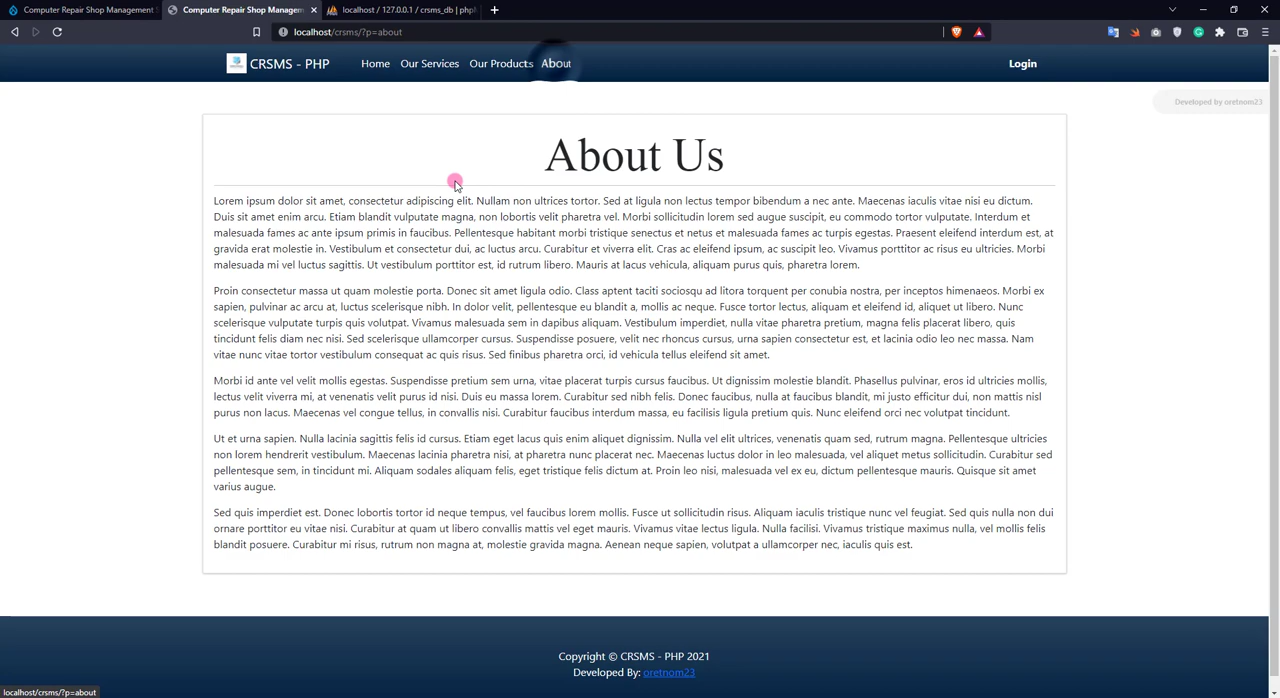 Computer Repair Shop Management S
Computer Repair Shop Managem
localhost / 127.0.0.1 / crsms_db | php
localhost/crsms/?p=about
CRSMS - PHP
Home
Our Services
Our Products
About
Login
Developed by oretnom23
About Us
Lorem ipsum dolor sit amet, consectetur adipiscing elit. Nullam non ultrices tortor. Sed at ligula non lectus tempor bibendum a nec ante. Maecenas iaculis vitae nisi eu dictum.
Duis sit amet enim arcu. Etiam blandit vulputate magna, non lobortis velit pharetra vel. Morbi sollicitudin lorem sed augue suscipit, eu commodo tortor vulputate. Interdum et
malesuada fames ac ante ipsum primis in faucibus. Pellentesque habitant morbi tristique senectus et netus et malesuada fames ac turpis egestas. Praesent eleifend interdum est, at
gravida erat molestie in. Vestibulum et consectetur dui, ac luctus arcu. Curabitur et viverra elit. Cras ac eleifend ipsum, ac suscipit leo. Vivamus porttitor ac risus eu ultricies. Morbi
malesuada mi vel luctus sagittis. Ut vestibulum porttitor est, id rutrum libero. Mauris at lacus vehicula, aliquam purus quis, pharetra lorem.
Proin consectetur massa ut quam molestie porta. Donec sit amet ligula odio. Class aptent taciti sociosqu ad litora torquent per conubia nostra, per inceptos himenaeos. Morbi ex
sapien, pulvinar ac arcu at, luctus scelerisque nibh. In dolor velit, pellentesque eu blandit a, mollis ac neque. Fusce tortor lectus, aliquam et eleifend id, aliquet ut libero. Nunc
scelerisque vulputate turpis quis volutpat. Vivamus malesuada sem in dapibus aliquam. Vestibulum imperdiet, nulla vitae pharetra pretium, magna felis placerat libero, quis
tincidunt felis diam nec nisi. Sed scelerisque ullamcorper cursus. Suspendisse posuere, velit nec rhoncus cursus, urna sapien consectetur est, et lacinia odio leo nec massa. Nam
vitae nunc vitae tortor vestibulum consequat ac quis risus. Sed finibus pharetra orci, id vehicula tellus eleifend sit amet.
Morbi id ante vel velit mollis egestas. Suspendisse pretium sem urna, vitae placerat turpis cursus faucibus. Ut dignissim molestie blandit. Phasellus pulvinar, eros id ultricies mollis,
lectus velit viverra mi, at venenatis velit purus id nisi. Duis eu massa lorem. Curabitur sed nibh felis. Donec faucibus, nulla at faucibus blandit, mi justo efficitur dui, non mattis nisl
purus non lacus. Maecenas vel congue tellus, in convallis nisi. Curabitur faucibus interdum massa, eu facilisis ligula pretium quis. Nunc eleifend orci nec volutpat tincidunt.
Ut et urna sapien. Nulla lacinia sagittis felis id cursus. Etiam eget lacus quis enim aliquet dignissim. Nulla vel elit ultrices, venenatis quam sed, rutrum magna. Pellentesque ultricies
non lorem hendrerit vestibulum. Maecenas lacinia pharetra nisi, at pharetra nunc placerat nec. Maecenas luctus dolor in leo malesuada, vel aliquet metus sollicitudin. Curabitur sed
pellentesque sem, in tincidunt mi. Aliquam sodales aliquam felis, eget tristique felis dictum at. Proin leo nisi, malesuada vel ex eu, dictum pellentesque mauris. Quisque sit amet
varius augue.
Sed quis imperdiet est. Donec lobortis tortor id neque tempus, vel faucibus lorem mollis. Fusce ut sollicitudin risus. Aliquam iaculis tristique nunc vel feugiat. Sed quis nulla non dui
ornare porttitor eu vitae nisi. Curabitur at quam ut libero convallis mattis vel eget mauris. Vivamus vitae lectus ligula. Nulla facilisi. Vivamus tristique maximus nulla, vel mollis felis
blandit posuere. Curabitur mi risus, rutrum non magna at, molestie gravida magna. Aenean neque sapien, volutpat a ullamcorper nec, iaculis quis est.
Copyright © CRSMS - PHP 2021
Developed By: oretnom23
localhost/crsms/?p=about